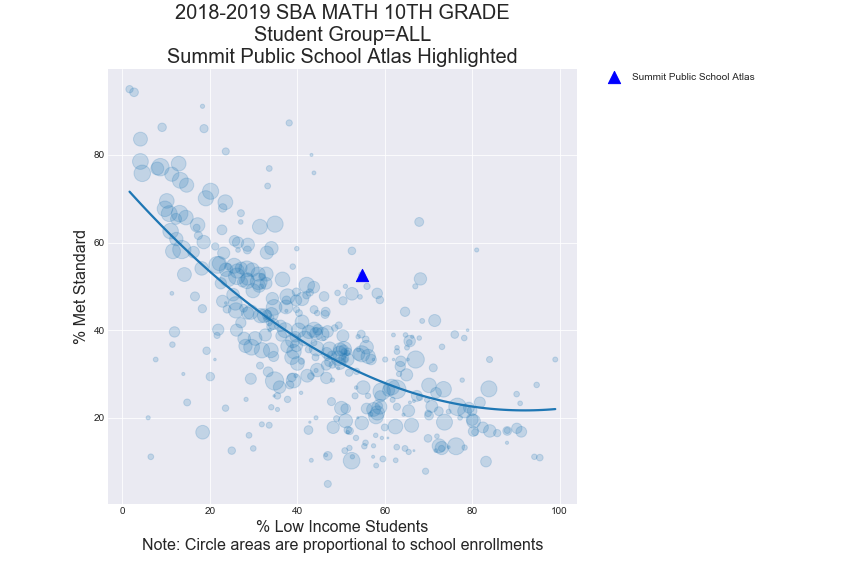 2018-2019 SBA MATH 10TH GRADE
Student Group=ALL
Summit Public School Atlas Highlighted
Summit Public School Atlas
% Met Standard
80
60
40
20
0 20 40 60 80 100
% Low Income Students
Note: Circle areas are proportional to school enrollments